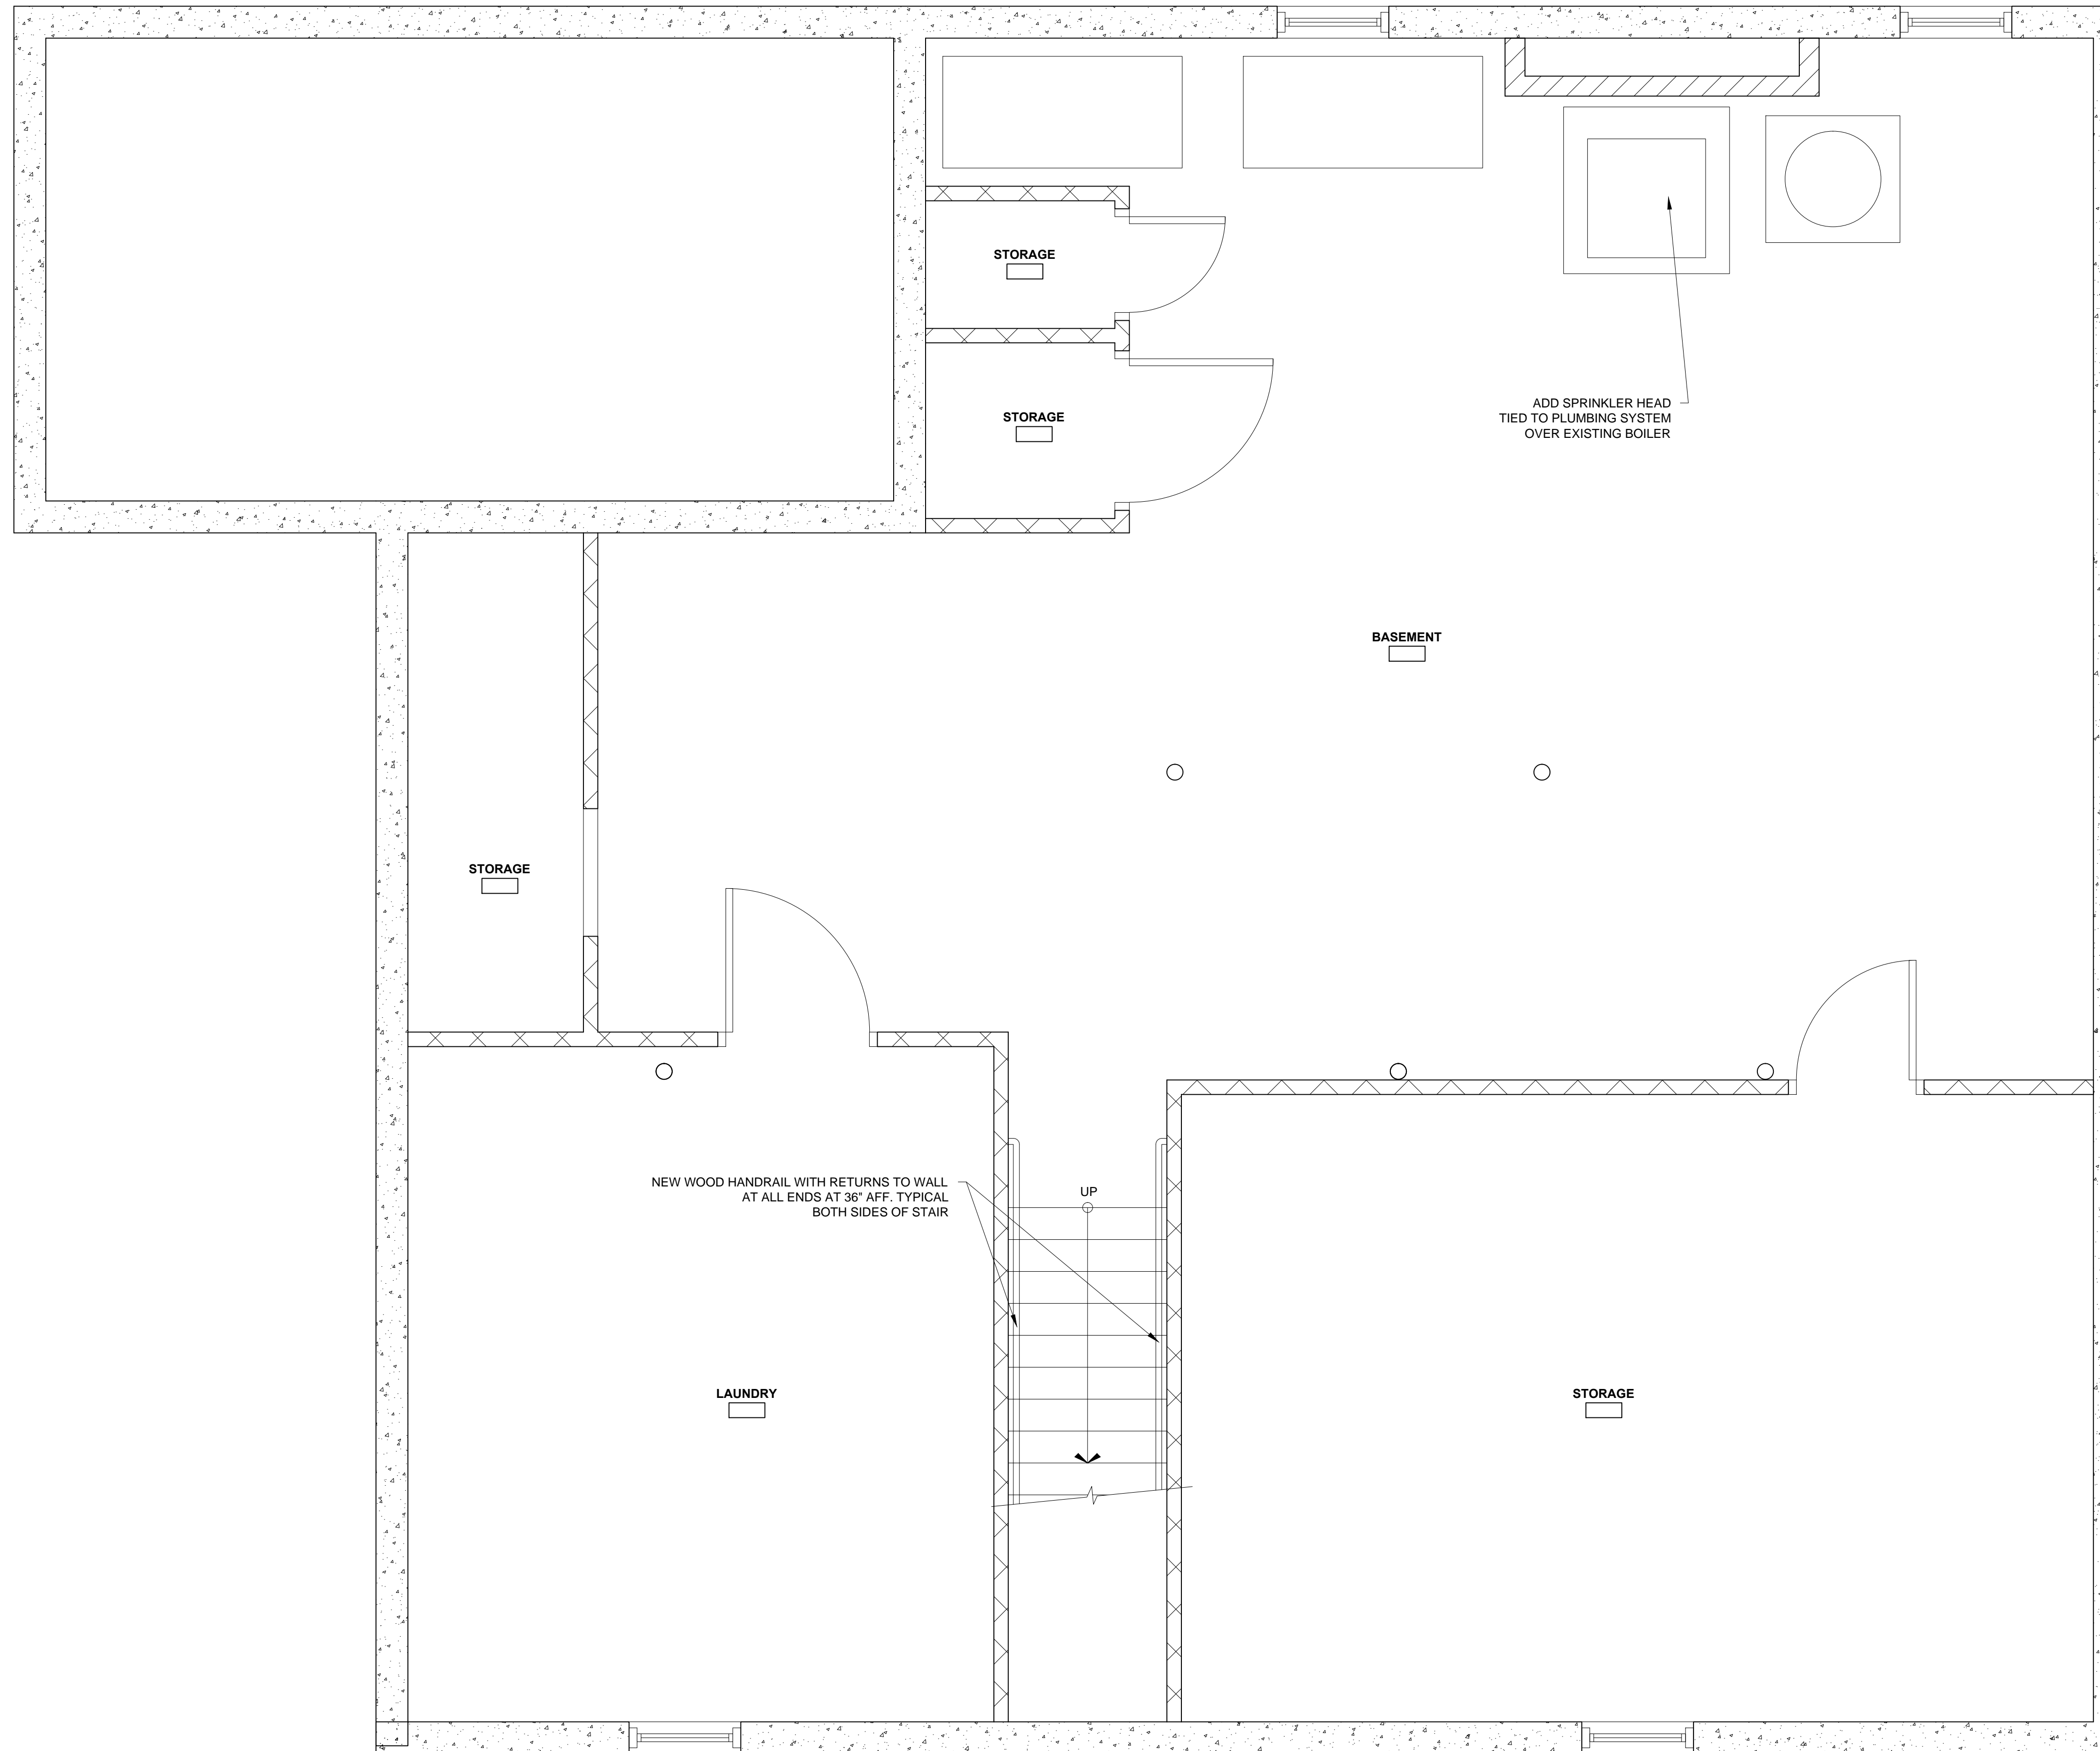 STORAGE
STORAGE
ADD SPRINKLER HEAD
TIED TO PLUMBING SYSTEM
OVER EXISTING BOILER
BASEMENT
STORAGE
NEW WOOD HANDRAIL WITH RETURNS TO WALL
AT ALL ENDS AT 36" AFF. TYPICAL
BOTH SIDES OF STAIR
UP
LAUNDRY
STORAGE